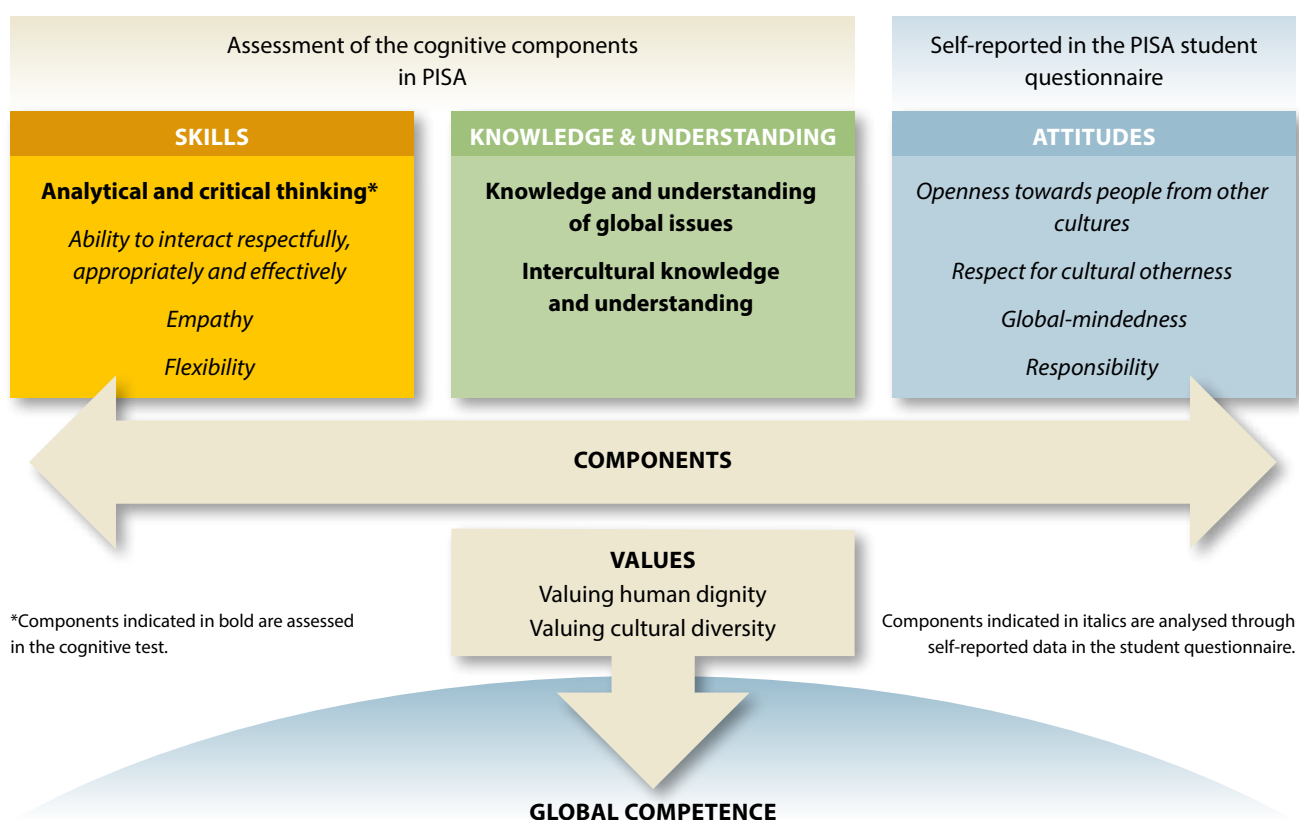 Assessment of the cognitive components
in PISA
Self-reported in the PISA student
questionnaire
SKILLS
Analytical and critical thinking*
Ability to interact respectfully,
appropriately and effectively
Empathy
Flexibility
KNOWLEDGE & UNDERSTANDING
Knowledge and understanding
of global issues
Intercultural knowledge
and understanding
ATTITUDES
Openness towards people from other
cultures
Respect for cultural otherness
Global-mindedness
Responsibility
COMPONENTS
VALUES
Valuing human dignity
Valuing cultural diversity
*Components indicated in bold are assessed
in the cognitive test.
Components indicated in italics are analysed through
self-reported data in the student questionnaire.
GLOBAL COMPETENCE